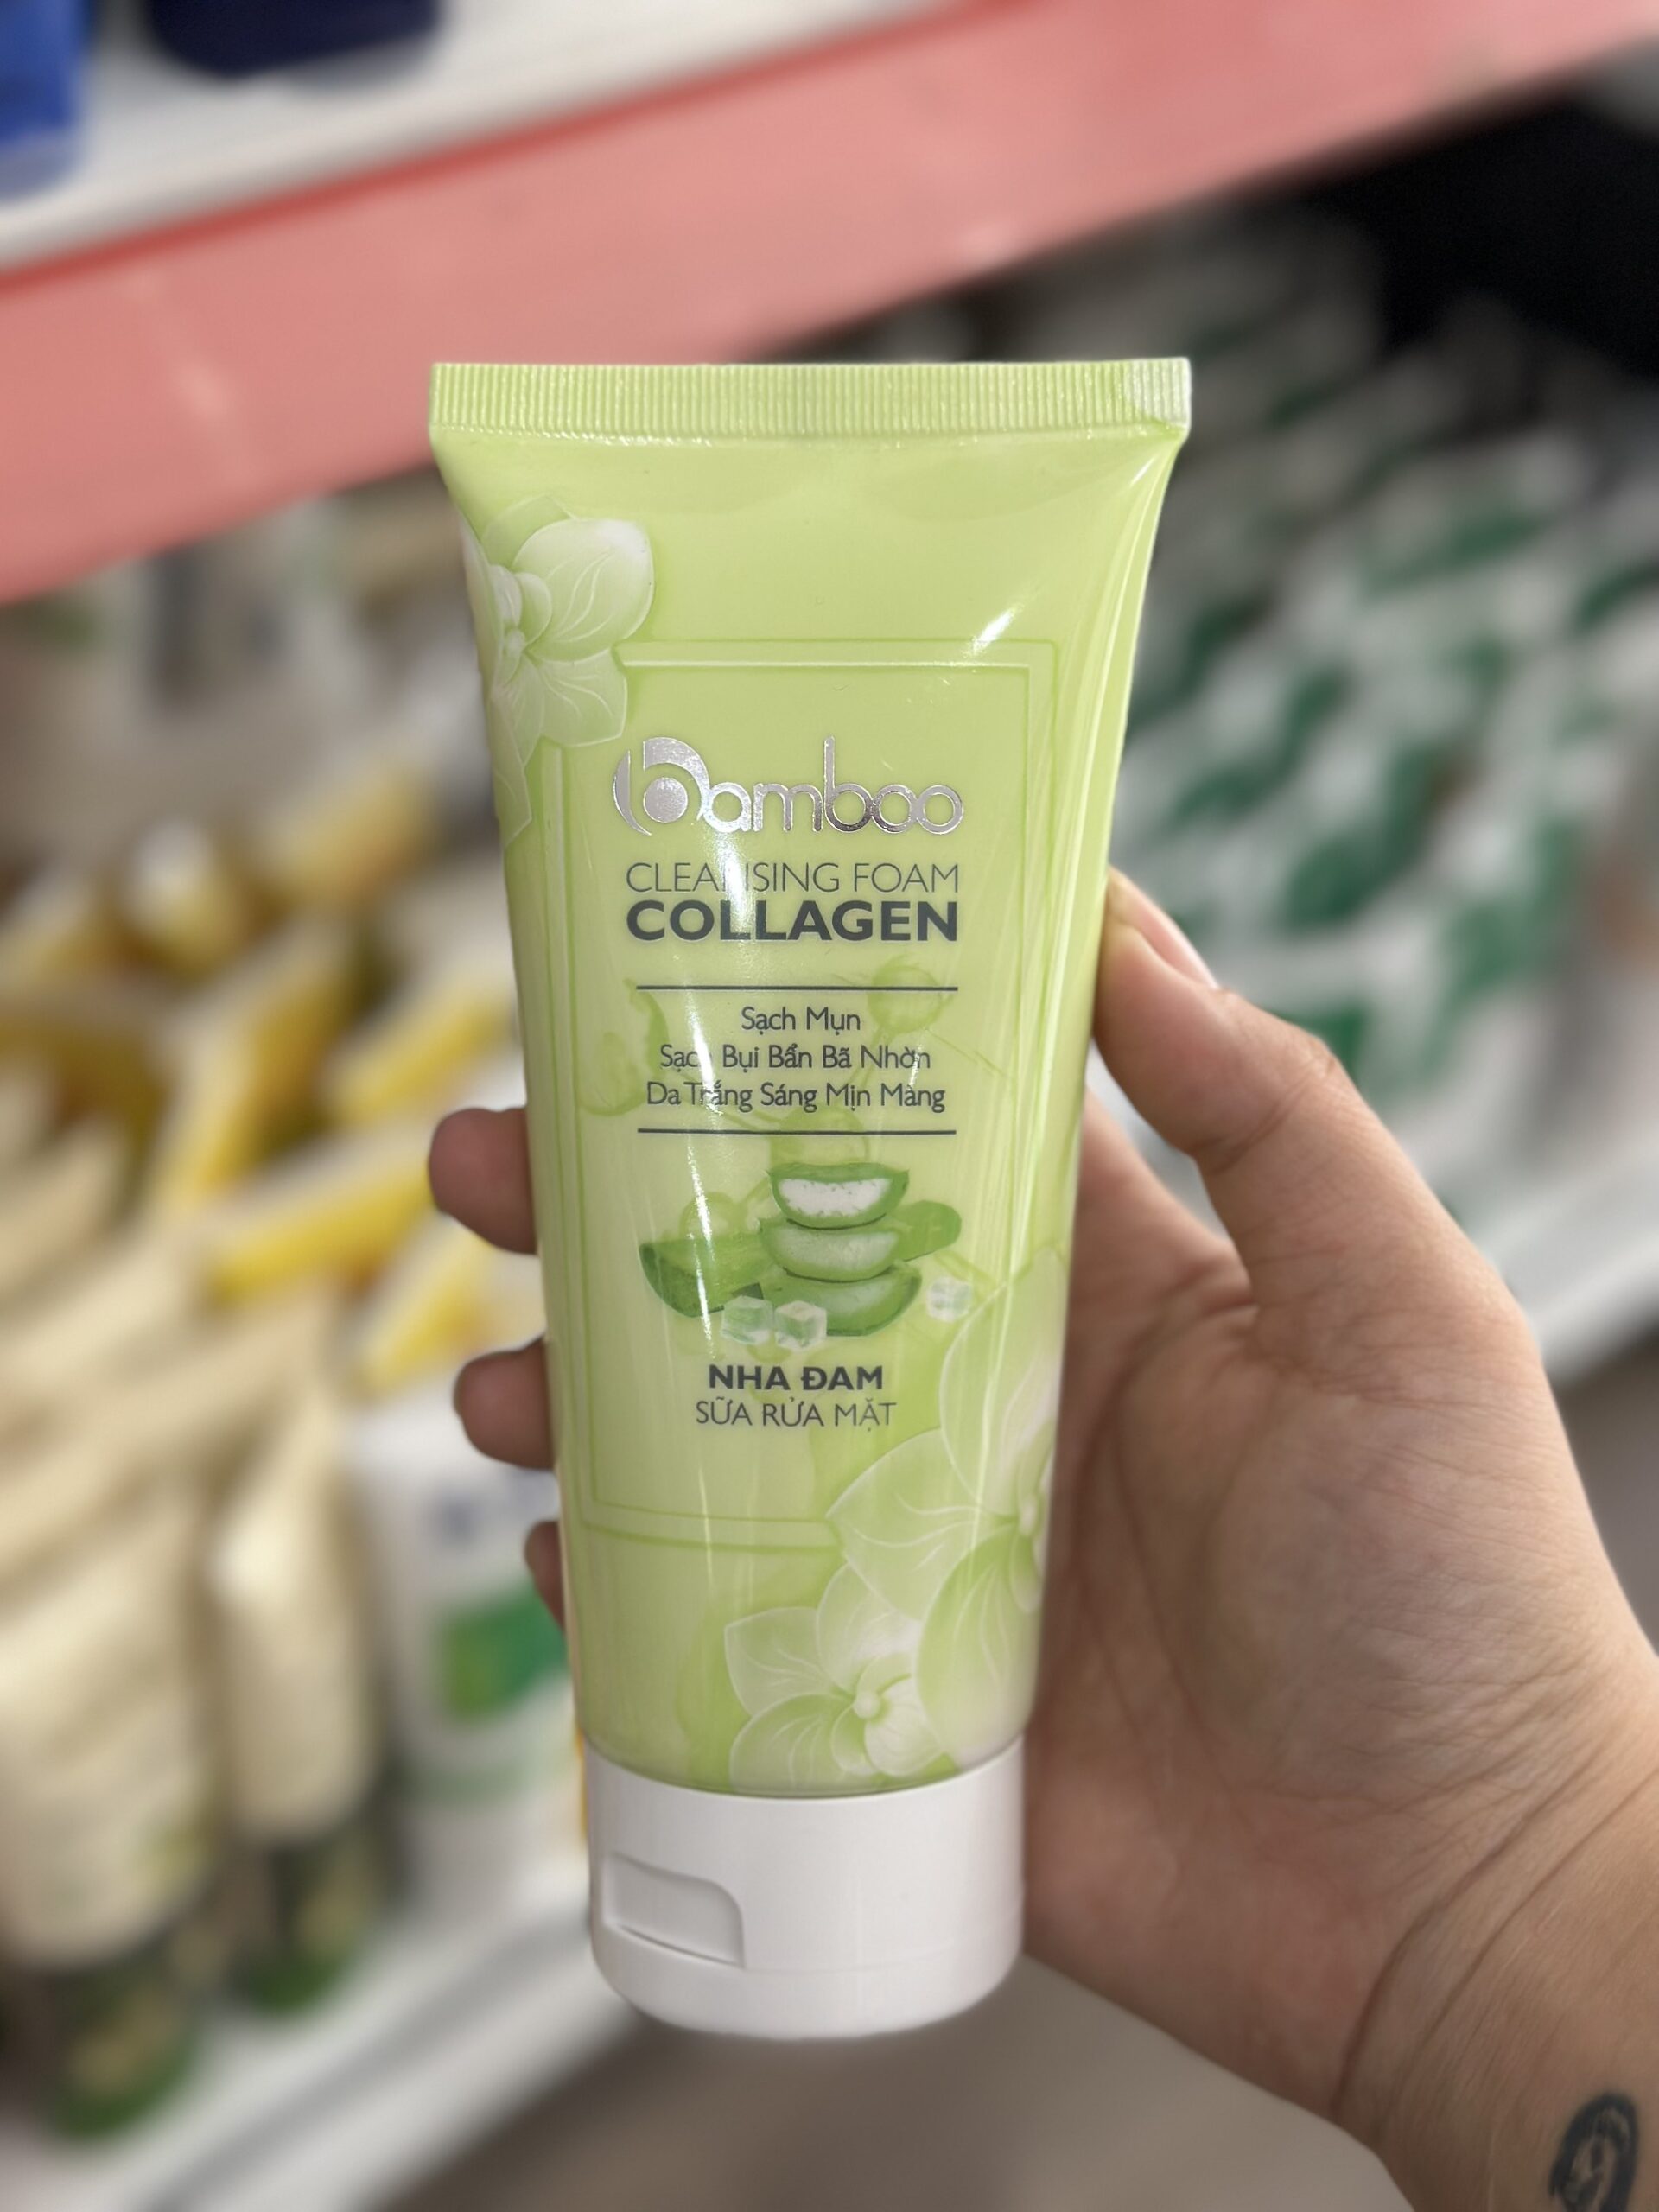 Bamboo
CLEANSING FOAM
COLLAGEN
Sạch Mụn
Sạch Bụi Bẩn Bã Nhờn
Da Trắng Sáng Mịn Màng
NHA ĐAM
SỮA RỬA MẶT